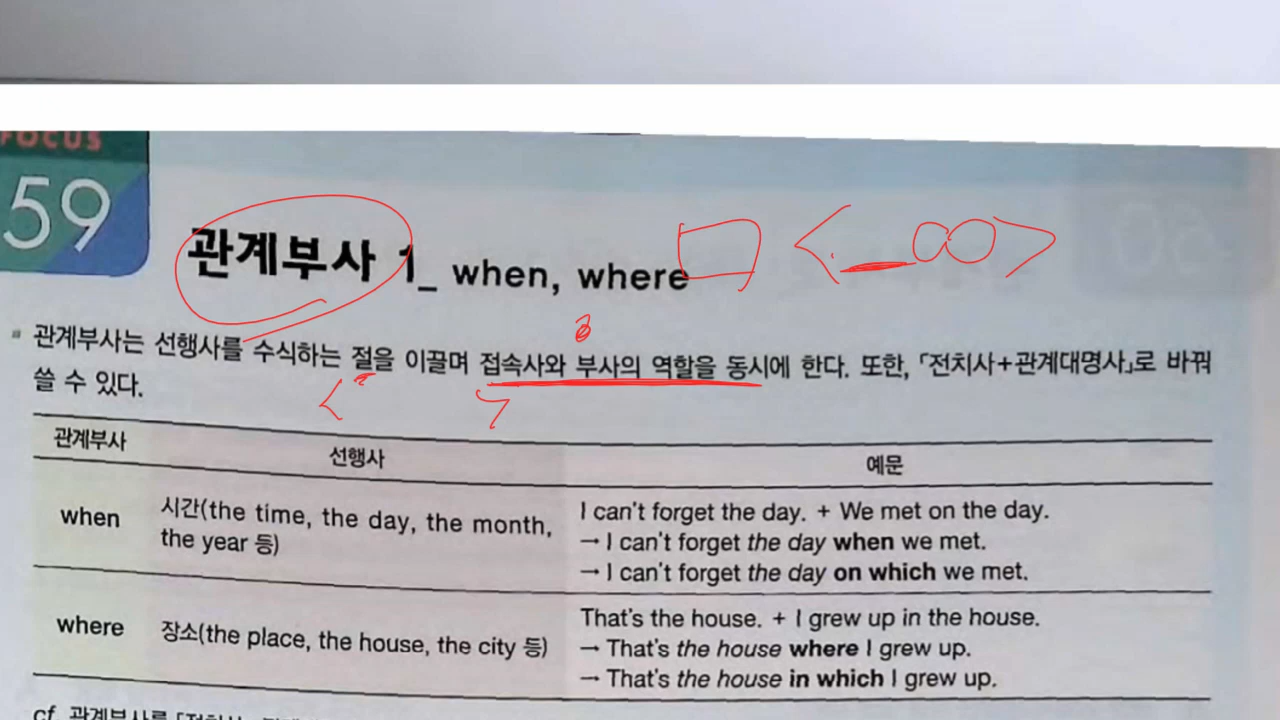 FOCUS
59
관계부사 1_ when, where
관계부사는 선행사를 수식하는 절을 이끌며 접속사와 부사의 역할을 동시에 한다. 또한, 「전치사+관계대명사」로 바꿔
쓸 수 있다.
관계부사 선행사 예문
when 시간(the time, the day, the month, the year 등)
I can't forget the day. + We met on the day.
→ I can't forget the day when we met.
→ I can't forget the day on which we met.
where 장소(the place, the house, the city 등)
That's the house. + I grew up in the house.
→ That's the house where I grew up.
→ That's the house in which I grew up.
cf. 관계부사를